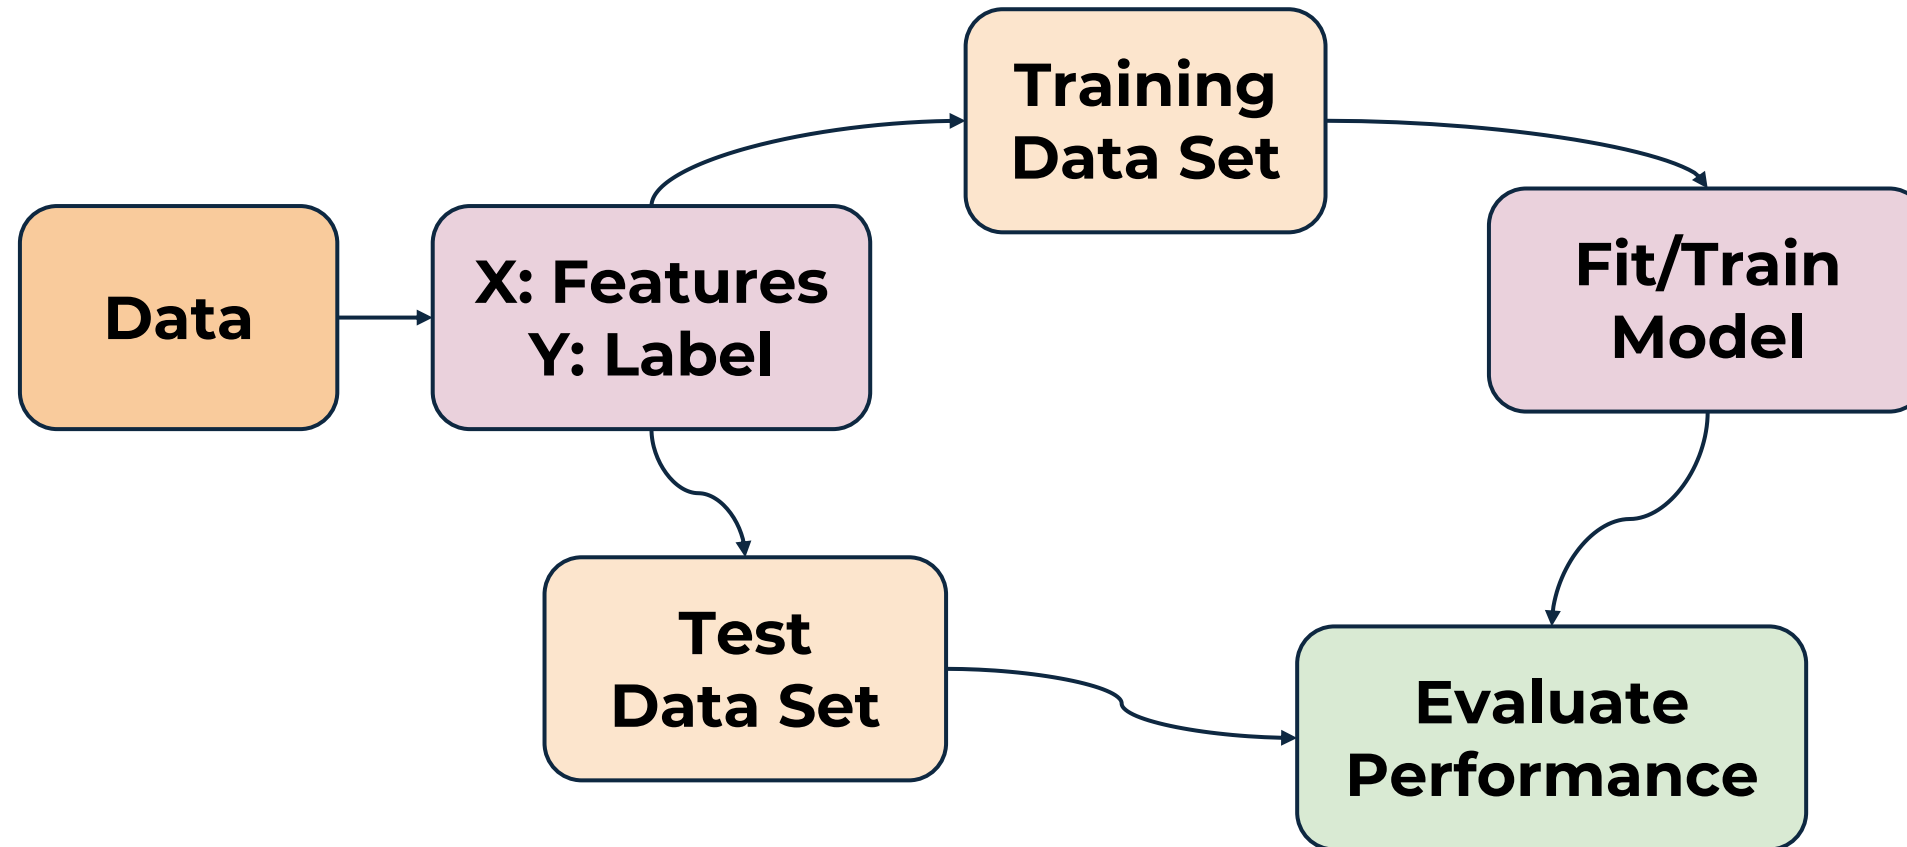 Data
X: Features
Y: Label
Training
Data Set
Fit/Train
Model
Test
Data Set
Evaluate
Performance